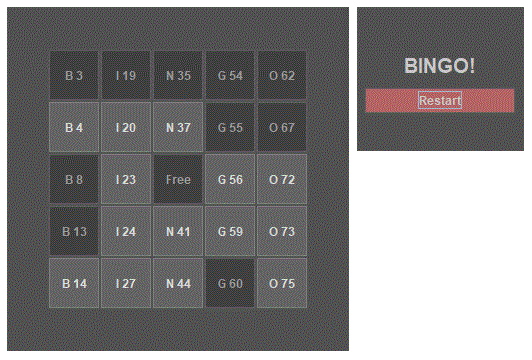 B 3 I 19 N 35 G 54 O 62
B 4 I 20 N 37 G 55 O 67
B 8 I 23 Free G 56 O 72
B 13 I 24 N 41 G 59 O 73
B 14 I 27 N 44 G 60 O 75
BINGO!
Restart